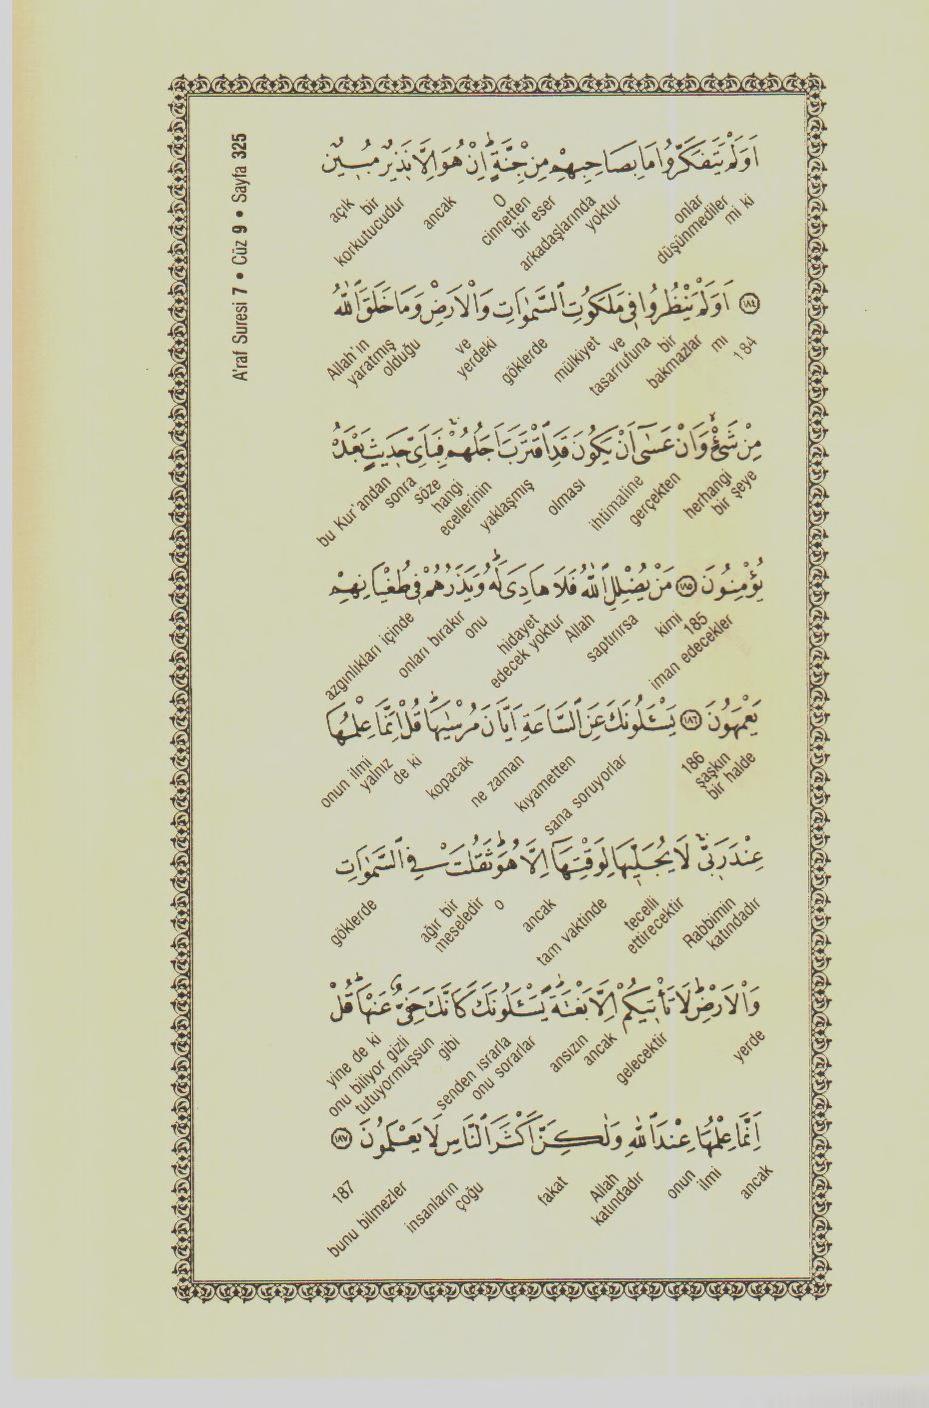 A'raf Suresi 7 • Cüz 9 • Sayfa 325
اَوَلَمْ يَتَفَكَّرُوا مَا بِصَاحِبِهِمْ مِنْ جِنَّةٍۜ اِنْ هُوَ اِلَّا نَذِيرٌ مُبِينٌ
onlar düşünmediler mi ki yoktur arkadaşlarında bir eser cinnetten O ancak bir korkutucudur açık
﴿١٨٤﴾ اَوَلَمْ يَنْظُرُوا فِي مَلَكُوتِ السَّمٰوَاتِ وَالْاَرْضِ وَمَا خَلَقَ اللّٰهُ
184 bir bakmazlar mı ve tasarrufuna mülkiyet göklerde ve yerdeki Allah'ın yaratmış olduğu
مِنْ شَيْءٍۙ وَاَنْ عَسٰٓى اَنْ يَكُونَ قَدِ اقْتَرَبَ اَجَلُهُمْۚ فَبِاَيِّ حَدِيثٍ بَعْدَهُ
herhangi bir şeye gerçekten ihtimaline olması yaklaşmış ecellerinin hangi söze sonra bu Kur'andan
يُؤْمِنُونَ ﴿١٨٥﴾ مَنْ يُضْلِلِ اللّٰهُ فَلَا هَادِيَ لَهُۜ وَيَذَرُهُمْ فِي طُغْيَانِهِمْ
iman edecekler 185 kimi saptırırsa Allah hidayet edecek yoktur onu onları bırakır azgınlıkları içinde
يَعْمَهُونَ ﴿١٨٦﴾ يَسْـَٔلُونَكَ عَنِ السَّاعَةِ اَيَّانَ مُرْسٰيهَاۜ قُلْ اِنَّمَا عِلْمُهَا
şaşkın bir halde 186 sana soruyorlar kıyametten ne zaman kopacak de ki yalnız onun ilmi
عِنْدَ رَبِّيۚ لَا يُجَلِّيهَا لِوَقْتِهَٓا اِلَّا هُوَۜ ثَقُلَتْ فِي السَّمٰوَاتِ
Rabbimin katındadır tecelli ettirecektir tam vaktinde ancak o ağır bir meseledir göklerde
وَالْاَرْضِۜ لَا تَأْتِيكُمْ اِلَّا بَغْتَةًۜ يَسْـَٔلُونَكَ كَاَنَّكَ حَفِيٌّ عَنْهَاۜ قُلْ
yerde gelecektir ancak ansızın senden ısrarla onu sorarlar gibi onu biliyor gizli tutuyormuşsun yine de ki
اِنَّمَا عِلْمُهَا عِنْدَ اللّٰهِ وَلٰكِنَّ اَكْثَرَ النَّاسِ لَا يَعْلَمُونَ ﴿١٨٧﴾
ancak onun ilmi Allah katındadır fakat insanların çoğu bunu bilmezler 187